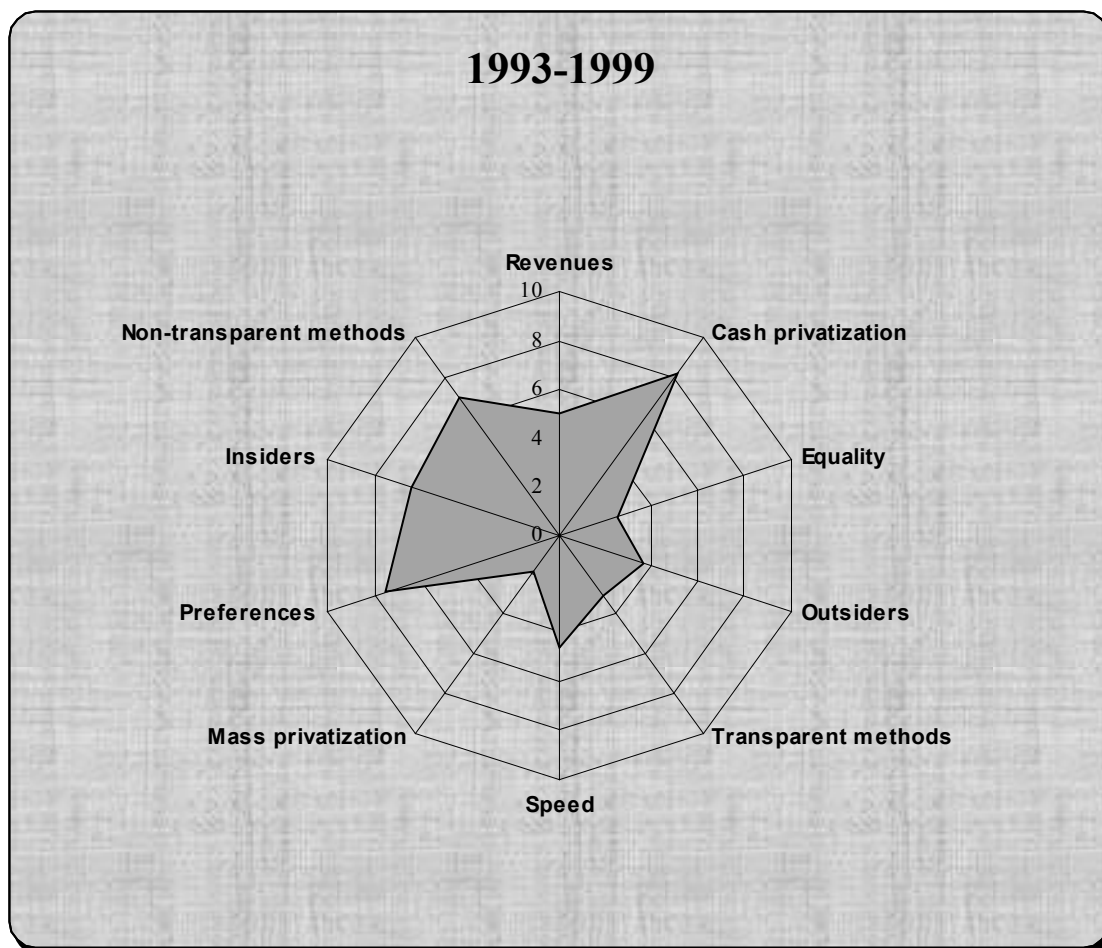 1993-1999
Revenues
10
Non-transparent methods
Cash privatization
8
6
Insiders
Equality
4
2
0
Preferences
Outsiders
Mass privatization
Transparent methods
Speed